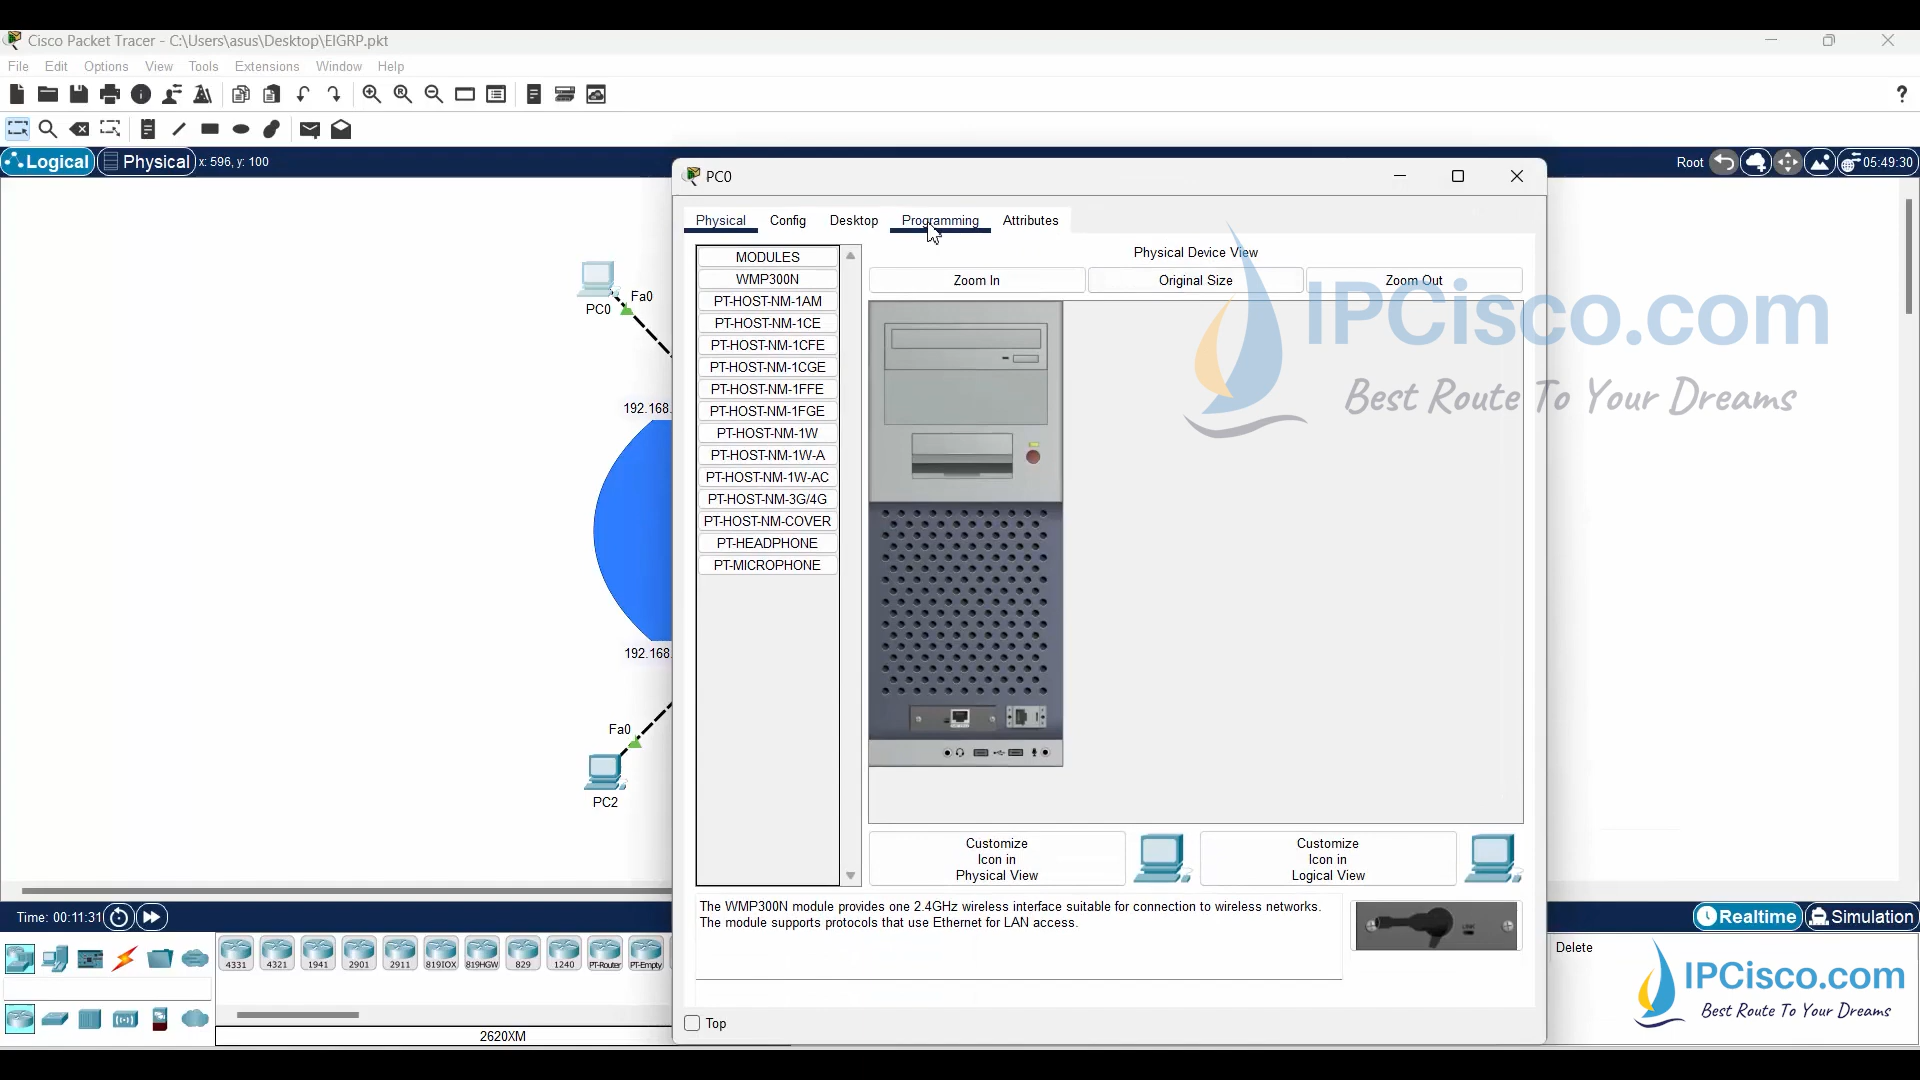 Cisco Packet Tracer - C:\Users\asus\Desktop\EIGRP.pkt
File Edit Options View Tools Extensions Window Help
Logical Physical x: 596, y: 100
Root 05:49:30
PC0
Physical Config Desktop Programming Attributes
MODULES
WMP300N
PT-HOST-NM-1AM
PT-HOST-NM-1CE
PT-HOST-NM-1CFE
PT-HOST-NM-1CGE
PT-HOST-NM-1FFE
PT-HOST-NM-1FGE
PT-HOST-NM-1W
PT-HOST-NM-1W-A
PT-HOST-NM-1W-AC
PT-HOST-NM-3G/4G
PT-HOST-NM-COVER
PT-HEADPHONE
PT-MICROPHONE
Physical Device View
Zoom In Original Size Zoom Out
IPCisco.com
Best Route To Your Dreams
Fa0
PC0
192.168.
192.168.
Fa0
PC2
Customize
Icon in
Physical View
Customize
Icon in
Logical View
The WMP300N module provides one 2.4GHz wireless interface suitable for connection to wireless networks.
The module supports protocols that use Ethernet for LAN access.
Top
Time: 00:11:31
Realtime Simulation
4331 4321 1941 2901 2911 819IOX 819HGW 829 1240 PT-Router PT-Empty
2620XM
Delete
IPCisco.com
Best Route To Your Dreams